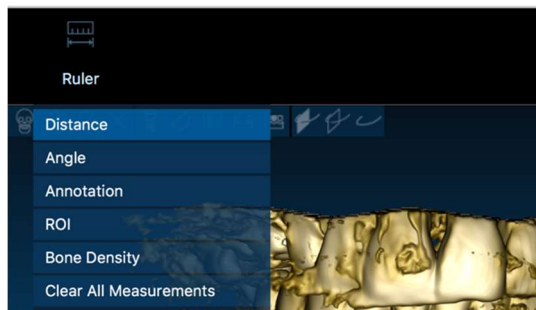 Ruler
Distance
Angle
Annotation
ROI
Bone Density
Clear All Measurements